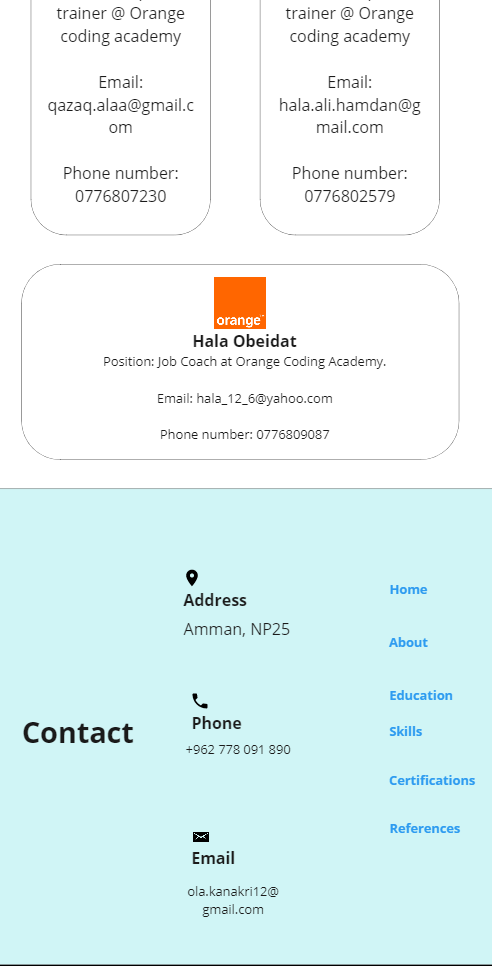 trainer @ Orange
coding academy
Email:
qazaq.alaa@gmail.c
om
Phone number:
0776807230
trainer @ Orange
coding academy
Email:
hala.ali.hamdan@g
mail.com
Phone number:
0776802579
orange
Hala Obeidat
Position: Job Coach at Orange Coding Academy.
Email: hala_12_6@yahoo.com
Phone number: 0776809087
Contact
Address
Amman, NP25
Phone
+962 778 091 890
Email
ola.kanakri12@
gmail.com
Home
About
Education
Skills
Certifications
References